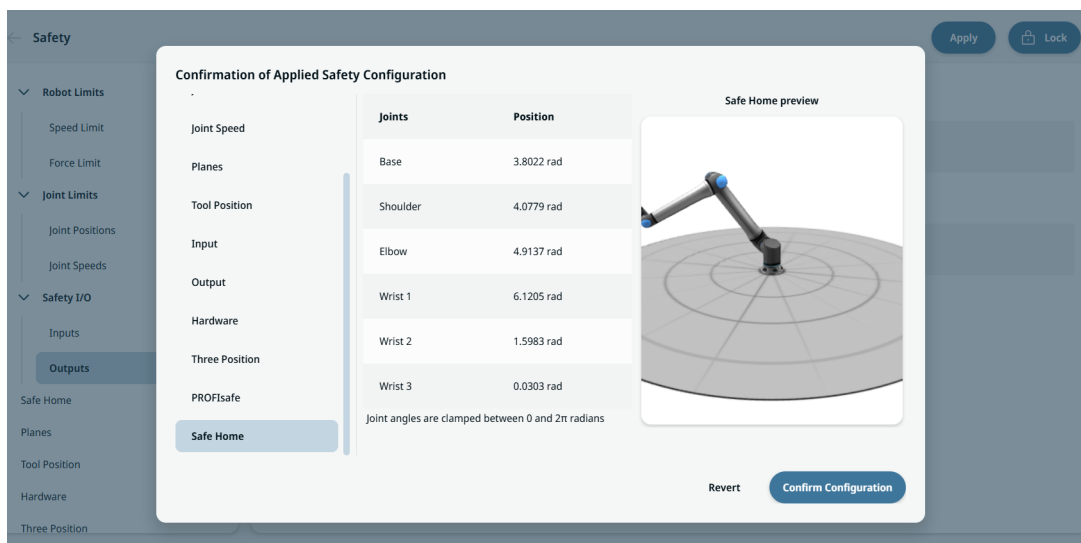 Safety
Apply
Lock
Robot Limits
Speed Limit
Force Limit
Joint Limits
Joint Positions
Joint Speeds
Safety I/O
Inputs
Outputs
Safe Home
Planes
Tool Position
Hardware
Three Position
Confirmation of Applied Safety Configuration
Joint Speed
Planes
Tool Position
Input
Output
Hardware
Three Position
PROFIsafe
Safe Home
Joints Position
Base 3.8022 rad
Shoulder 4.0779 rad
Elbow 4.9137 rad
Wrist 1 6.1205 rad
Wrist 2 1.5983 rad
Wrist 3 0.0303 rad
Joint angles are clamped between 0 and 2π radians
Safe Home preview
Revert
Confirm Configuration